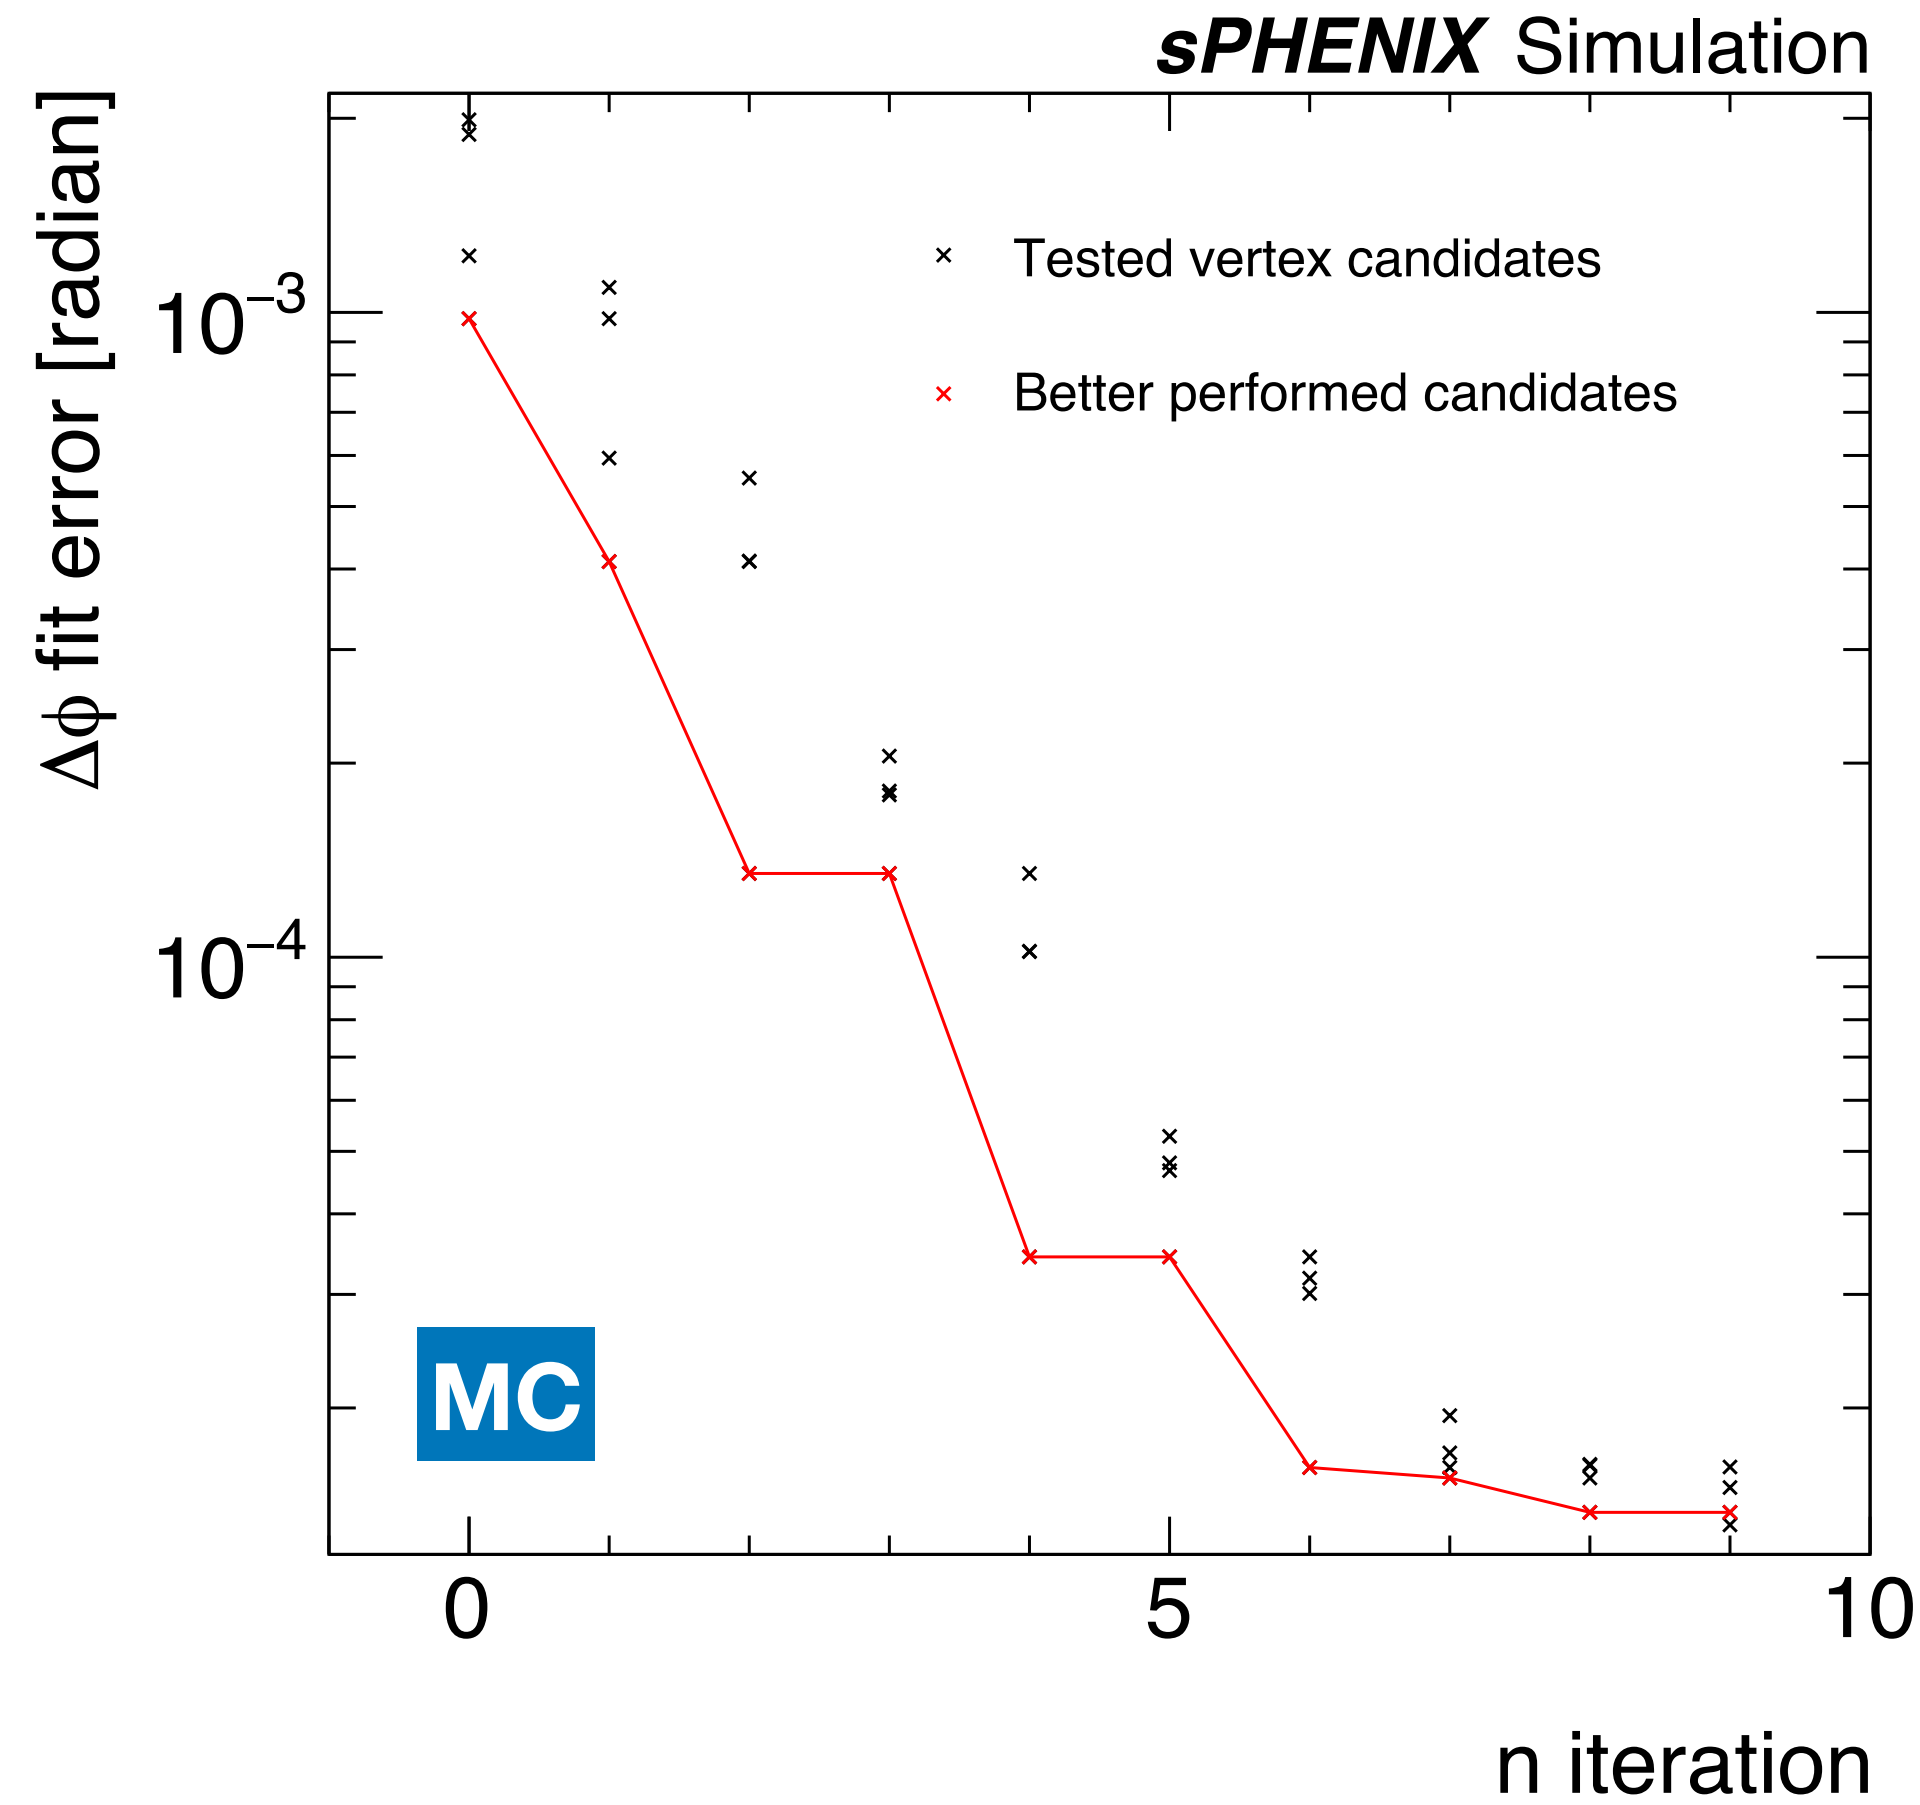 sPHENIX Simulation
Δϕ fit error [radian]
Tested vertex candidates
Better performed candidates
10⁻³
10⁻⁴
MC
0 5 10
n iteration